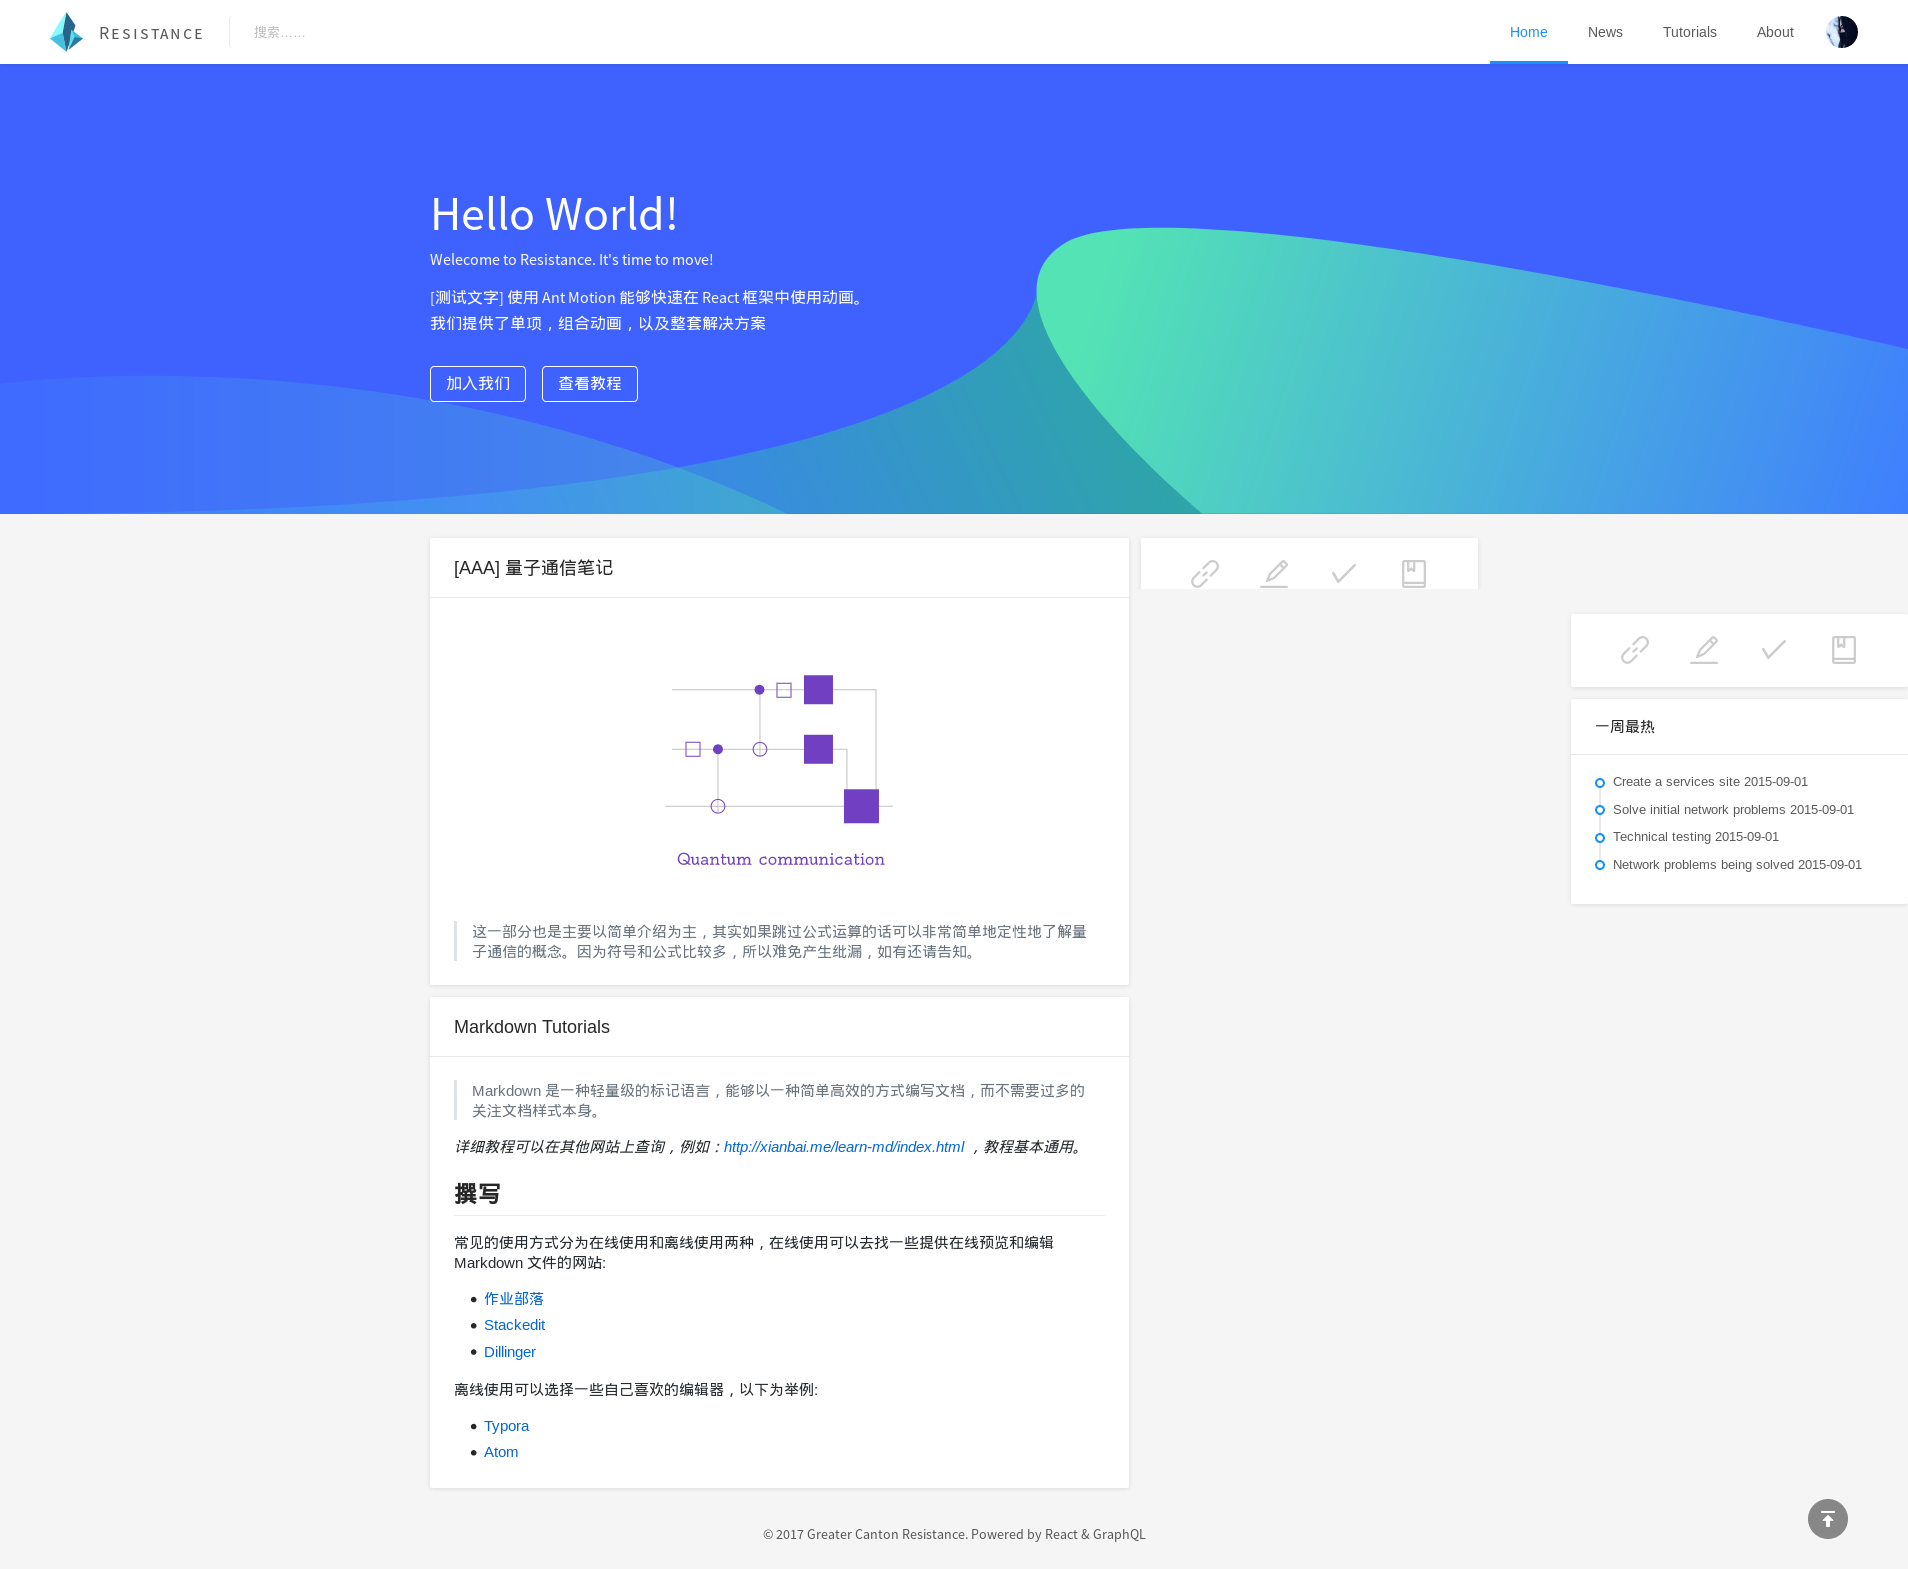 RESISTANCE
搜索……
Home
News
Tutorials
About
Hello World!
Welecome to Resistance. It's time to move!
[测试文字] 使用 Ant Motion 能够快速在 React 框架中使用动画。
我们提供了单项，组合动画，以及整套解决方案
加入我们
查看教程
[AAA] 量子通信笔记
Quantum communication
这一部分也是主要以简单介绍为主，其实如果跳过公式运算的话可以非常简单地定性地了解量
子通信的概念。因为符号和公式比较多，所以难免产生纰漏，如有还请告知。
一周最热
Create a services site 2015-09-01
Solve initial network problems 2015-09-01
Technical testing 2015-09-01
Network problems being solved 2015-09-01
Markdown Tutorials
Markdown 是一种轻量级的标记语言，能够以一种简单高效的方式编写文档，而不需要过多的
关注文档样式本身。
详细教程可以在其他网站上查询，例如：http://xianbai.me/learn-md/index.html ，教程基本通用。
撰写
常见的使用方式分为在线使用和离线使用两种，在线使用可以去找一些提供在线预览和编辑
Markdown 文件的网站:
作业部落
Stackedit
Dillinger
离线使用可以选择一些自己喜欢的编辑器，以下为举例:
Typora
Atom
© 2017 Greater Canton Resistance. Powered by React & GraphQL